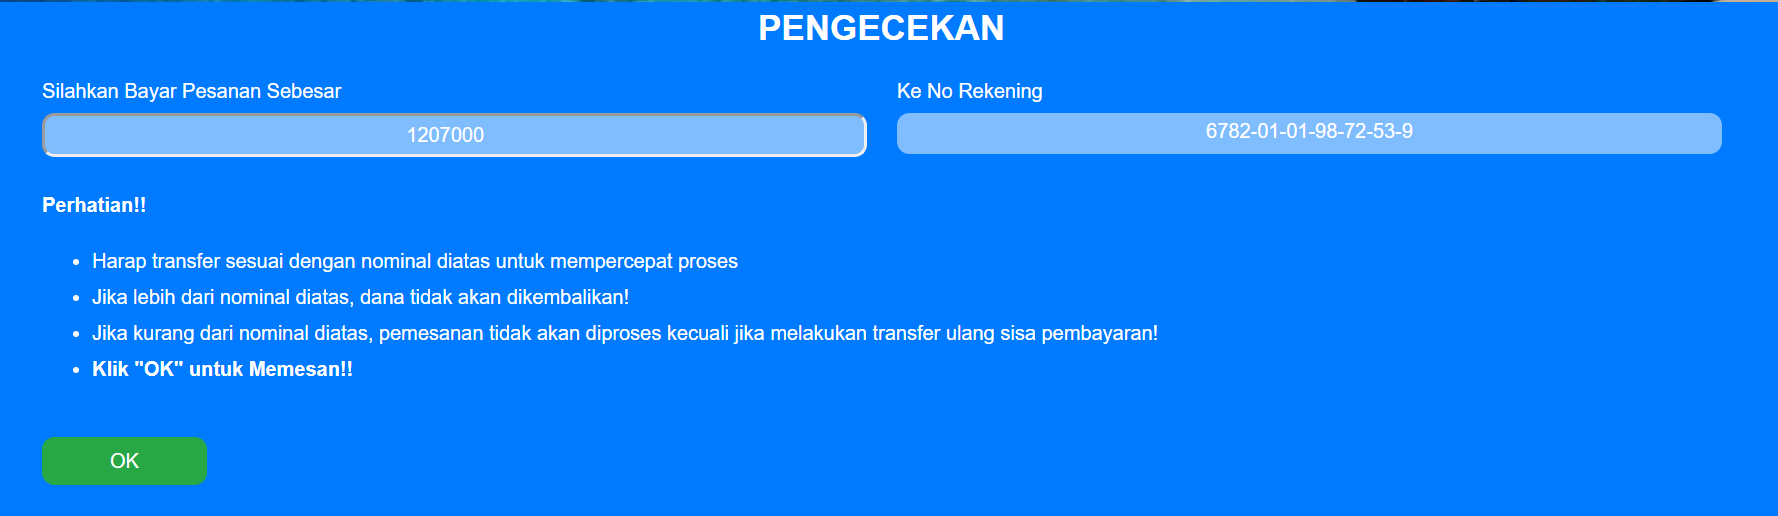 PENGECEKAN
Silahkan Bayar Pesanan Sebesar
Ke No Rekening
1207000
6782-01-01-98-72-53-9
Perhatian!!
• Harap transfer sesuai dengan nominal diatas untuk mempercepat proses
• Jika lebih dari nominal diatas, dana tidak akan dikembalikan!
• Jika kurang dari nominal diatas, pemesanan tidak akan diproses kecuali jika melakukan transfer ulang sisa pembayaran!
• Klik "OK" untuk Memesan!!
OK